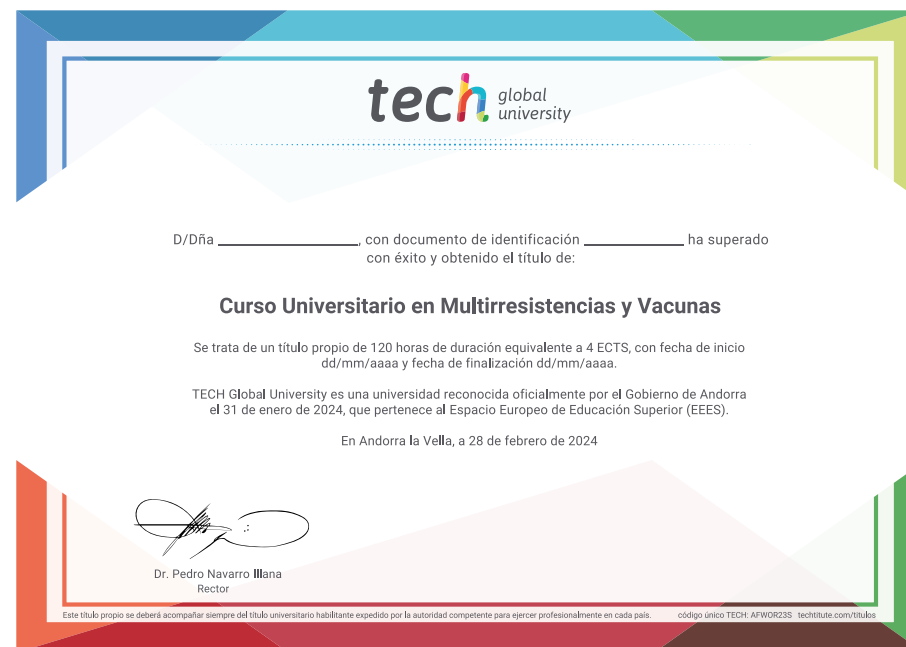 tech global
university
D/Dña ______________, con documento de identificación __________ ha superado
con éxito y obtenido el título de:
Curso Universitario en Multirresistencias y Vacunas
Se trata de un título propio de 120 horas de duración equivalente a 4 ECTS, con fecha de inicio
dd/mm/aaaa y fecha de finalización dd/mm/aaaa.
TECH Global University es una universidad reconocida oficialmente por el Gobierno de Andorra
el 31 de enero de 2024, que pertenece al Espacio Europeo de Educación Superior (EEES).
En Andorra la Vella, a 28 de febrero de 2024
Dr. Pedro Navarro Illana
Rector
Este título propio se deberá acompañar siempre del título universitario habilitante expedido por la autoridad competente para ejercer profesionalmente en cada país. código único TECH: AFWOR23S techtitute.com/titulos